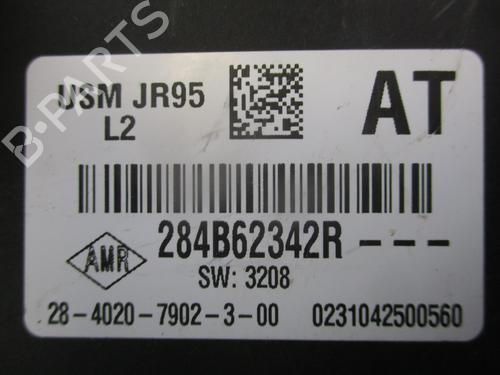 B-PARTS
USM JR95
L2
AT
284B62342R---
AMR
SW: 3208
28-4020-7902-3-00 0231042500560